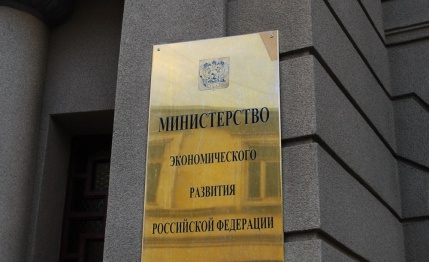 МИНИСТЕРСТВО
ЭКОНОМИЧЕСКОГО
РАЗВИТИЯ
РОССИЙСКОЙ ФЕДЕРАЦИИ